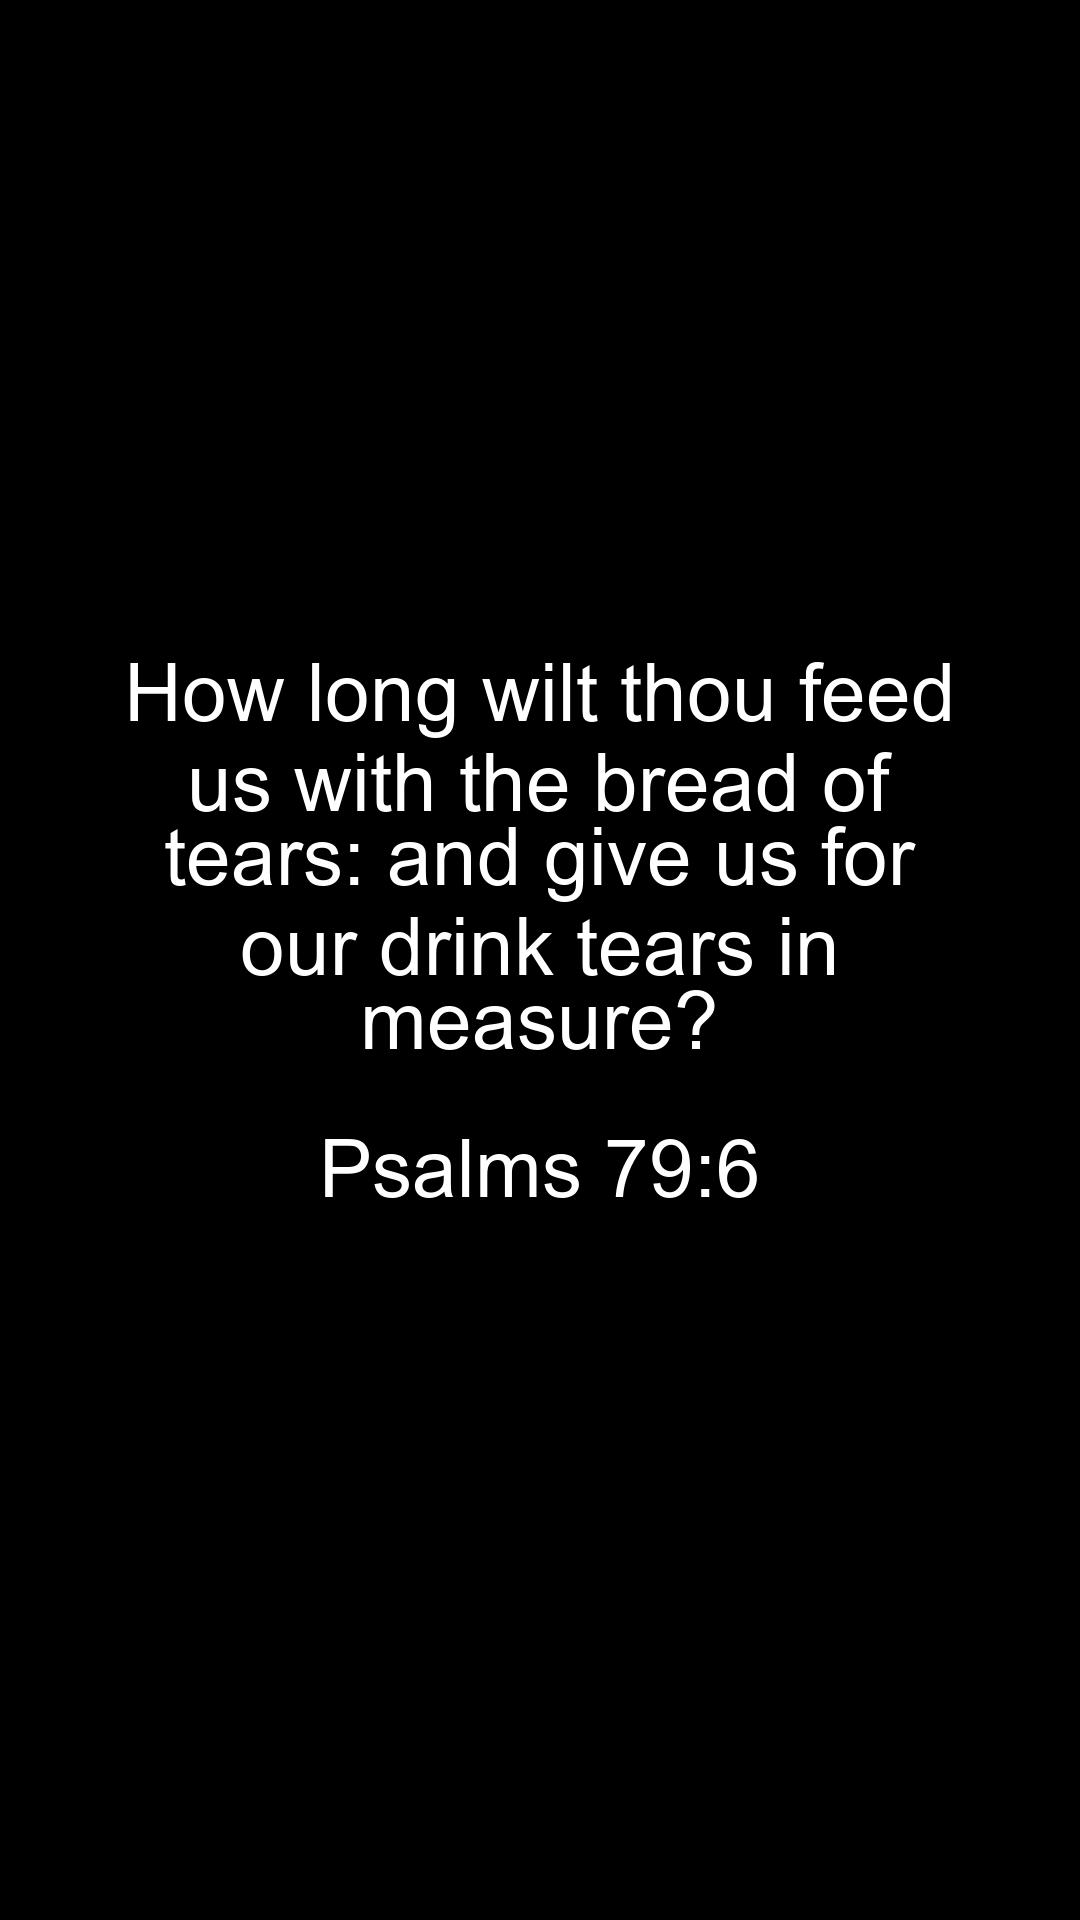 How long wilt thou feed
us with the bread of
tears: and give us for
our drink tears in
measure?
Psalms 79:6